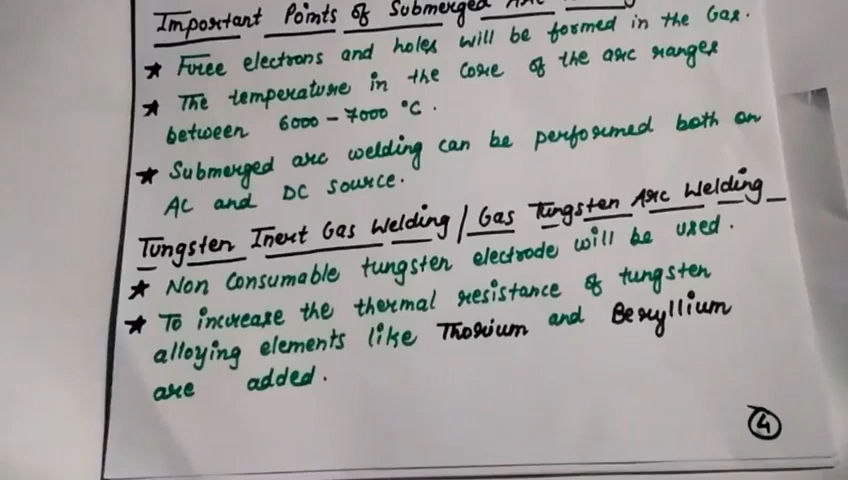 Important Points of Submerged Arc
★ Free electrons and holes will be formed in the Gas.
★ The temperature in the Core of the arc ranges
between 6000 - 7000 °C.
★ Submerged arc welding can be performed both on
AC and DC source.
Tungsten Inert Gas Welding / Gas Tungsten Arc Welding
★ Non Consumable tungsten electrode will be used.
★ To increase the thermal resistance of tungsten
alloying elements like Thorium and Beryllium
are added.
4